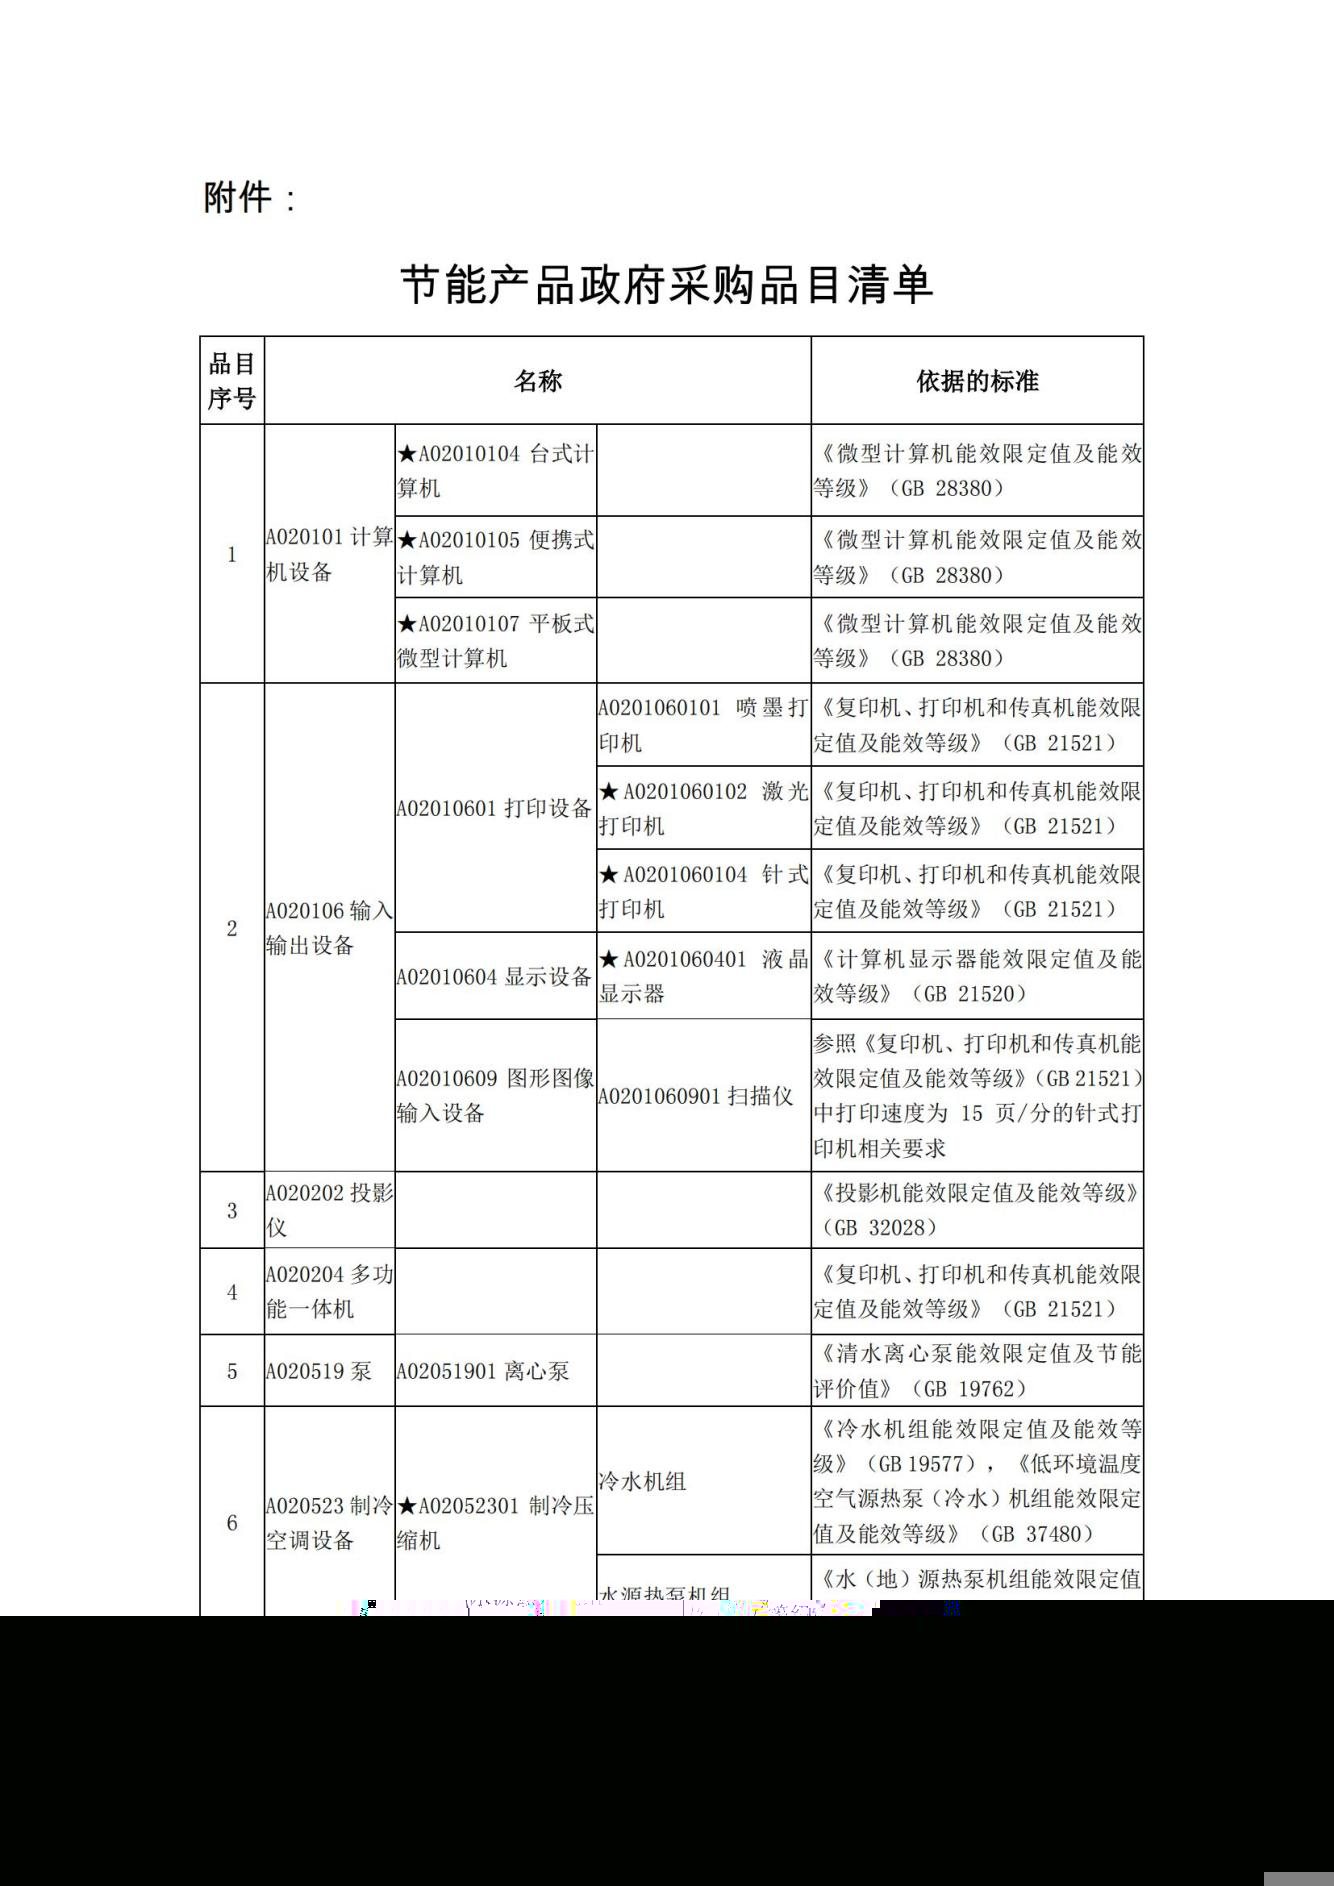 附件：
节能产品政府采购品目清单
品目
序号
名称
依据的标准
1
A020101 计算
机设备
★A02010104 台式计
算机
《微型计算机能效限定值及能效
等级》（GB 28380）
★A02010105 便携式
计算机
《微型计算机能效限定值及能效
等级》（GB 28380）
★A02010107 平板式
微型计算机
《微型计算机能效限定值及能效
等级》（GB 28380）
2
A020106 输入
输出设备
A02010601 打印设备
A0201060101 喷墨打
印机
《复印机、打印机和传真机能效限
定值及能效等级》（GB 21521）
★A0201060102 激光
打印机
《复印机、打印机和传真机能效限
定值及能效等级》（GB 21521）
★A0201060104 针式
打印机
《复印机、打印机和传真机能效限
定值及能效等级》（GB 21521）
A02010604 显示设备
★A0201060401 液晶
显示器
《计算机显示器能效限定值及能
效等级》（GB 21520）
A02010609 图形图像
输入设备
A0201060901 扫描仪
参照《复印机、打印机和传真机能
效限定值及能效等级》（GB 21521）
中打印速度为 15 页/分的针式打
印机相关要求
3
A020202 投影
仪
《投影机能效限定值及能效等级》
（GB 32028）
4
A020204 多功
能一体机
《复印机、打印机和传真机能效限
定值及能效等级》（GB 21521）
5
A020519 泵
A02051901 离心泵
《清水离心泵能效限定值及节能
评价值》（GB 19762）
6
A020523 制冷
空调设备
★A02052301 制冷压
缩机
冷水机组
《冷水机组能效限定值及能效等
级》（GB 19577），《低环境温度
空气源热泵（冷水）机组能效限定
值及能效等级》（GB 37480）
水源热泵机组
《水（地）源热泵机组能效限定值